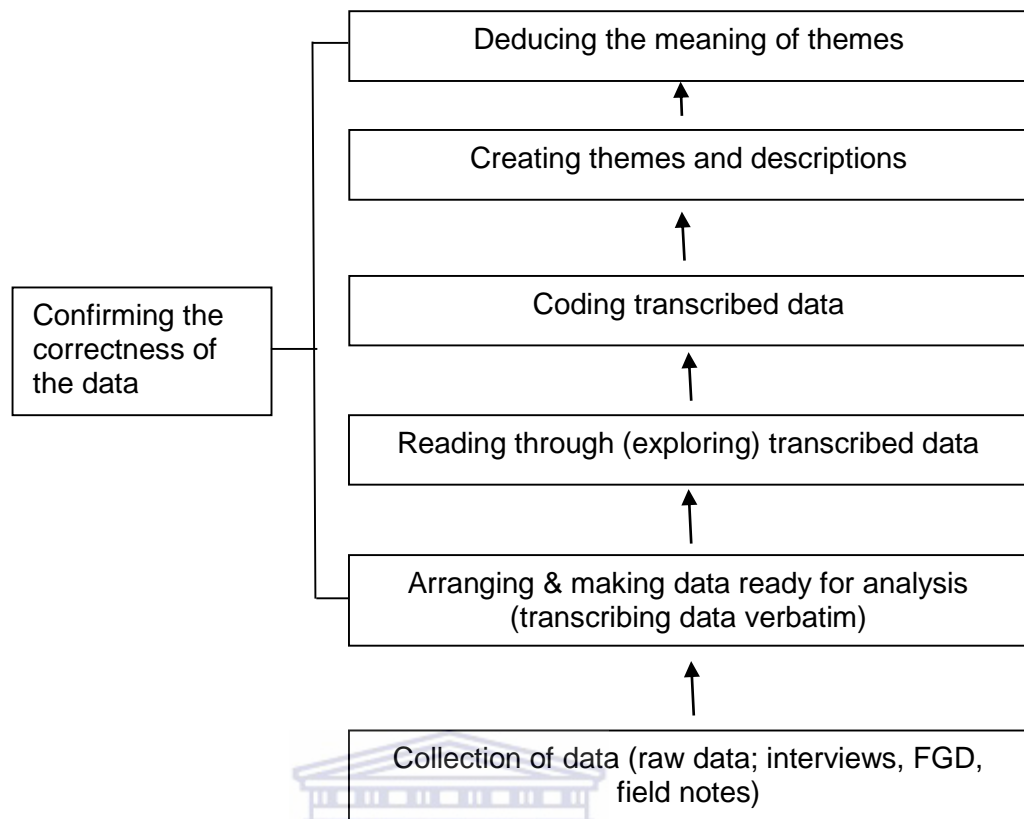 Deducing the meaning of themes
Creating themes and descriptions
Coding transcribed data
Confirming the
correctness of
the data
Reading through (exploring) transcribed data
Arranging & making data ready for analysis
(transcribing data verbatim)
Collection of data (raw data; interviews, FGD,
field notes)